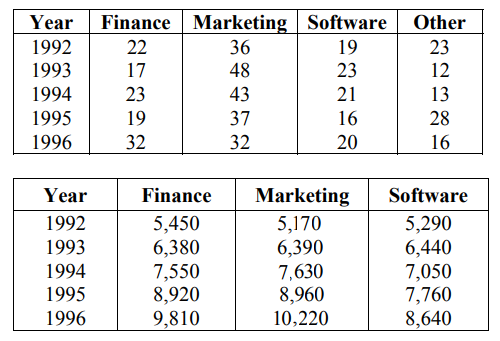 Year Finance Marketing Software Other
1992 22 36 19 23
1993 17 48 23 12
1994 23 43 21 13
1995 19 37 16 28
1996 32 32 20 16
Year Finance Marketing Software
1992 5,450 5,170 5,290
1993 6,380 6,390 6,440
1994 7,550 7,630 7,050
1995 8,920 8,960 7,760
1996 9,810 10,220 8,640